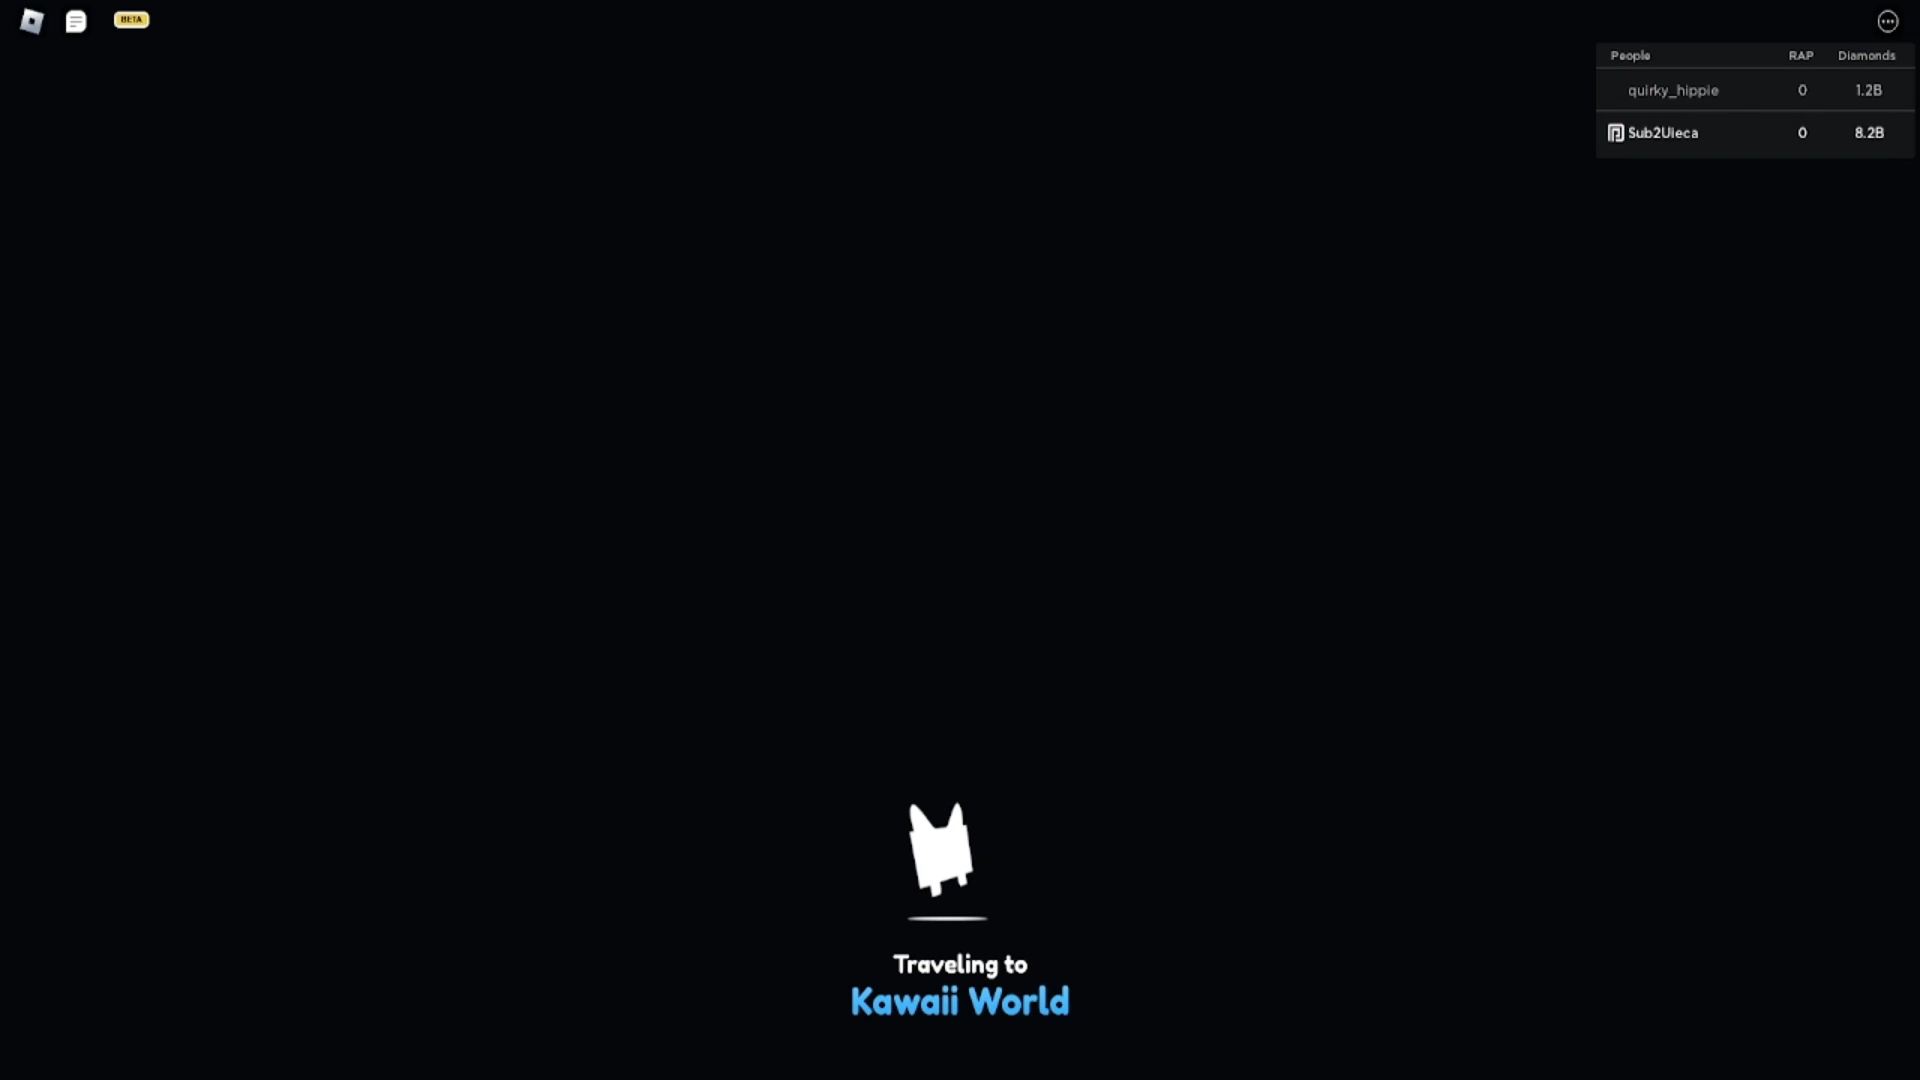 BETA
People RAP Diamonds
quirky_hippie 0 1.2B
Sub2Uieca 0 8.2B
Traveling to
Kawaii World